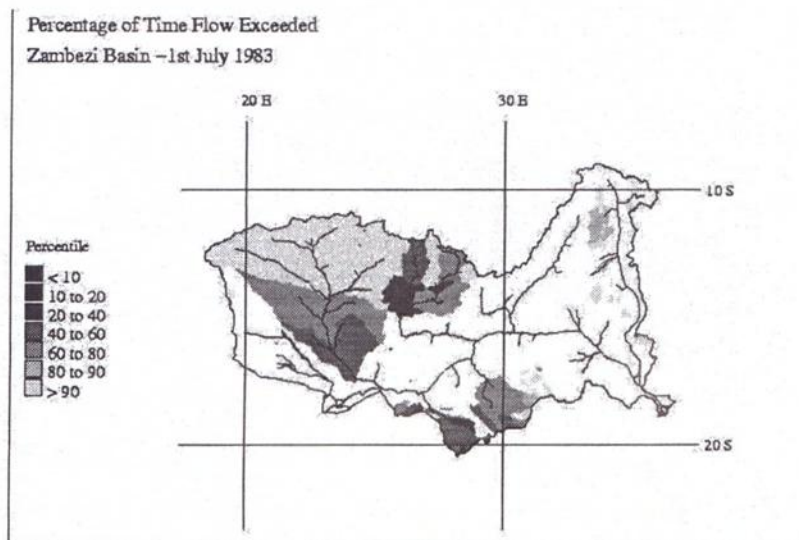 Percentage of Time Flow Exceeded
Zambezi Basin –1st July 1983
20 E
30 E
10 S
Percentile
< 10
10 to 20
20 to 40
40 to 60
60 to 80
80 to 90
> 90
20 S